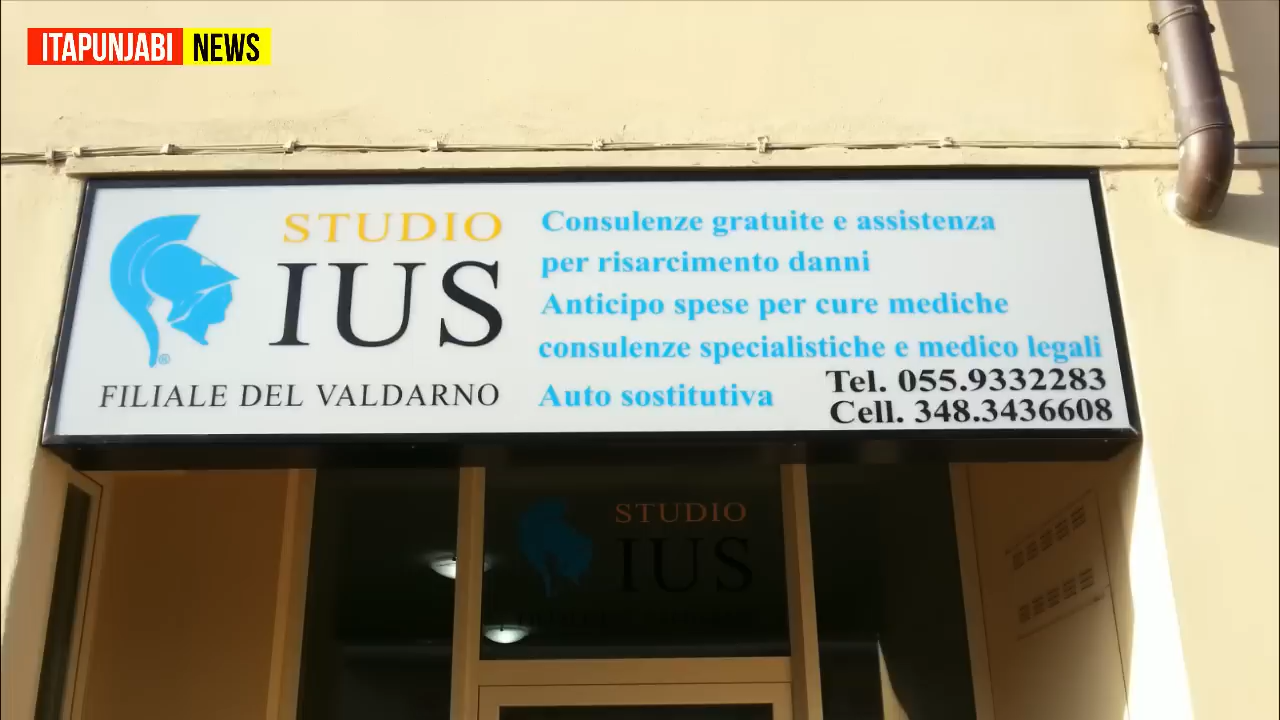 ITAPUNJABI NEWS
STUDIO
IUS
®
FILIALE DEL VALDARNO
Consulenze gratuite e assistenza
per risarcimento danni
Anticipo spese per cure mediche
consulenze specialistiche e medico legali
Auto sostitutiva
Tel. 055.9332283
Cell. 348.3436608
STUDIO
IUS